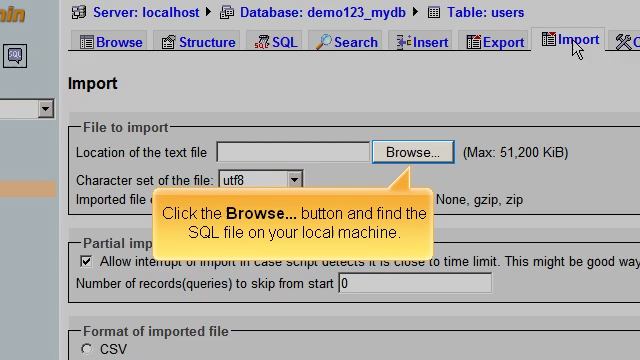 Server: localhost Database: demo123_mydb Table: users
Browse Structure SQL Search Insert Export Import
Import
File to import
Location of the text file Browse... (Max: 51,200 KiB)
Character set of the file: utf8
Imported file None, gzip, zip
Click the Browse... button and find the
SQL file on your local machine.
Partial
Allow interrupt of import in case script detects it is close to time limit. This might be good way
Number of records(queries) to skip from start 0
Format of imported file
CSV